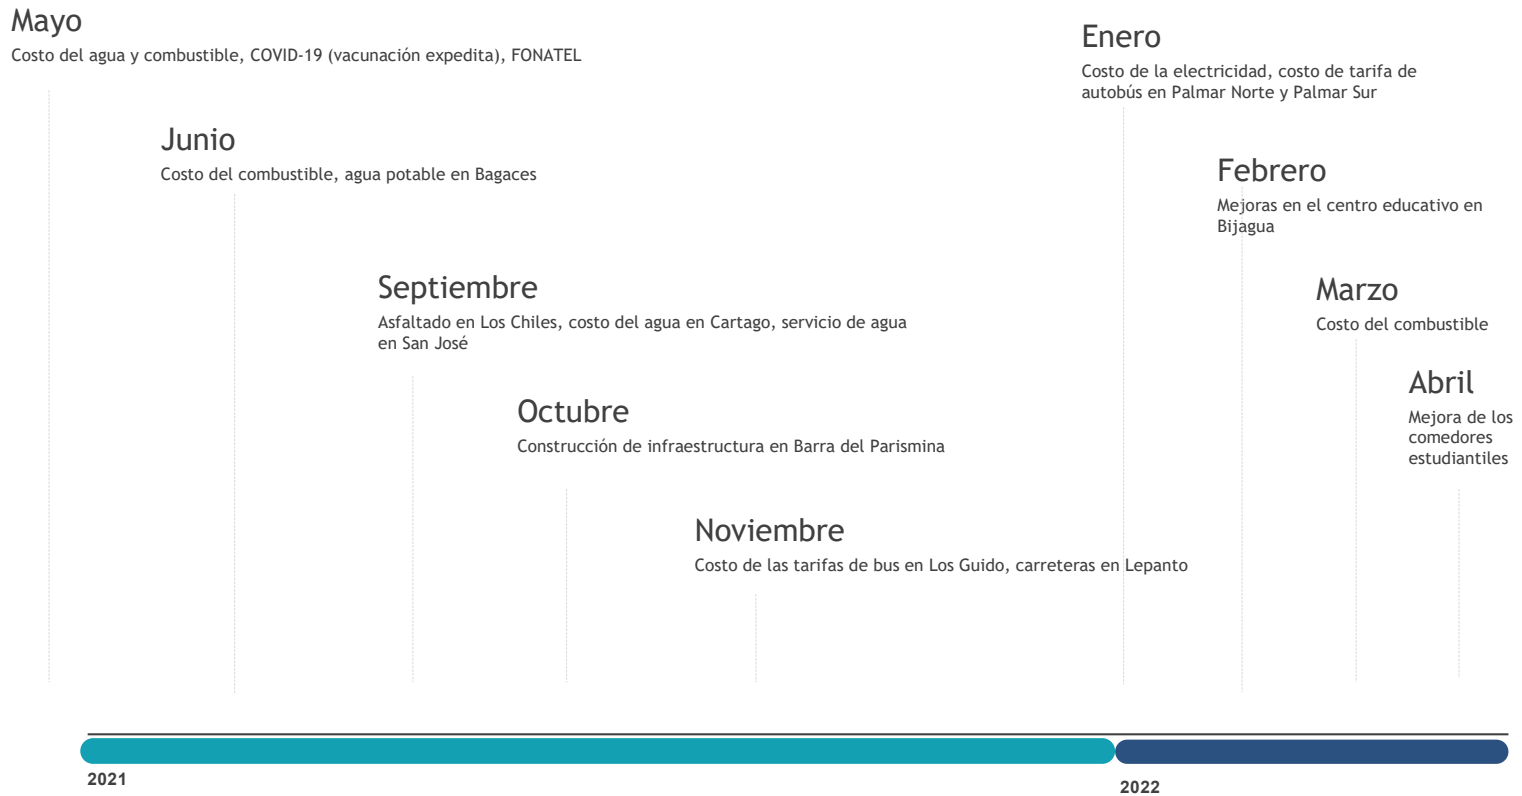 Mayo
Costo del agua y combustible, COVID-19 (vacunación expedita), FONATEL
Junio
Costo del combustible, agua potable en Bagaces
Septiembre
Asfaltado en Los Chiles, costo del agua en Cartago, servicio de agua
en San José
Octubre
Construcción de infraestructura en Barra del Parismina
Noviembre
Costo de las tarifas de bus en Los Guido, carreteras en Lepanto
Enero
Costo de la electricidad, costo de tarifa de
autobús en Palmar Norte y Palmar Sur
Febrero
Mejoras en el centro educativo en
Bijagua
Marzo
Costo del combustible
Abril
Mejora de los
comedores
estudiantiles
2021
2022